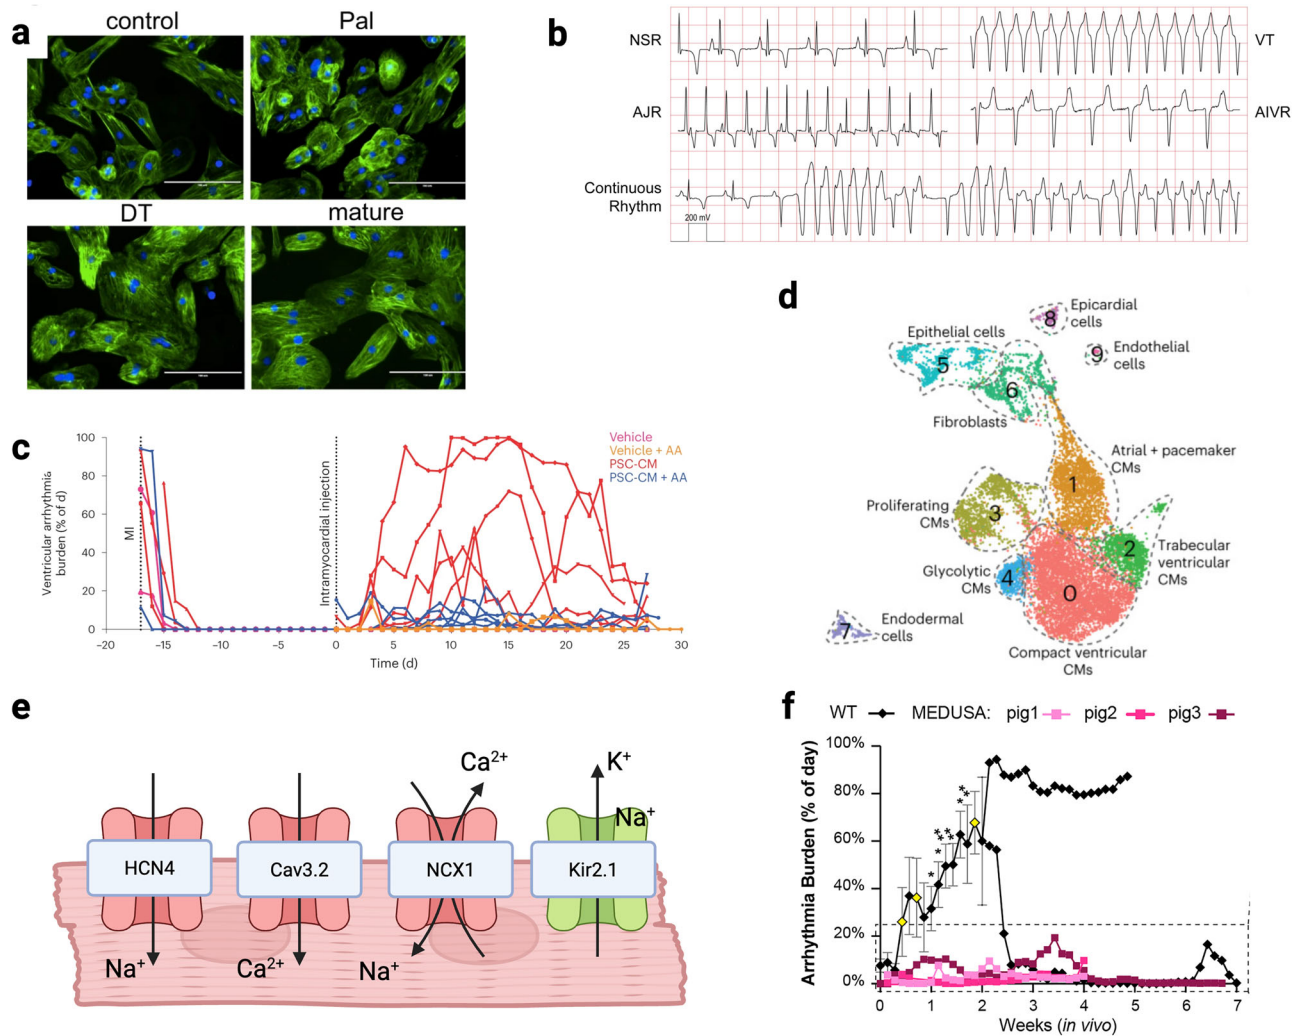 a
control
Pal
DT
mature
b
NSR
VT
AJR
AIVR
Continuous
Rhythm
200 mV
c
Ventricular arrhythmia
burden (% of d)
100
80
60
40
20
0
MI
Intramyocardial injection
Vehicle
Vehicle + AA
PSC-CM
PSC-CM + AA
−20
−15
−10
−5
0
5
10
15
20
25
30
Time (d)
d
8
Epicardial
cells
Epithelial cells
5
9
Endothelial
cells
6
Fibroblasts
Atrial + pacemaker
CMs
1
Proliferating
CMs
3
2
Trabecular
ventricular
CMs
Glycolytic
CMs
4
0
Endodermal
cells
7
Compact ventricular
CMs
e
Ca2+
K+
Na+
HCN4
Cav3.2
NCX1
Kir2.1
Na+
Ca2+
Na+
f
WT
MEDUSA:
pig1
pig2
pig3
Arrhythmia Burden (% of day)
100%
80%
60%
40%
20%
0%
*
*
**
**
*
*
0
1
2
3
4
5
6
7
Weeks (in vivo)